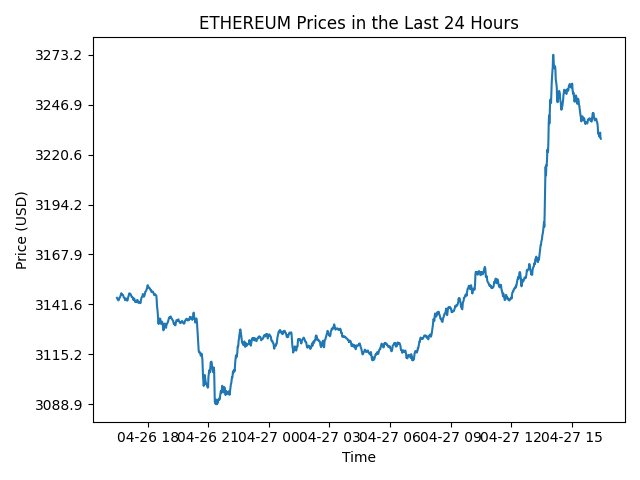 ETHEREUM Prices in the Last 24 Hours
3273.2
3246.9
3220.6
3194.2
3167.9
3141.6
3115.2
3088.9
Price (USD)
04-26 18 04-26 21 04-27 00 04-27 03 04-27 06 04-27 09 04-27 12 04-27 15
Time